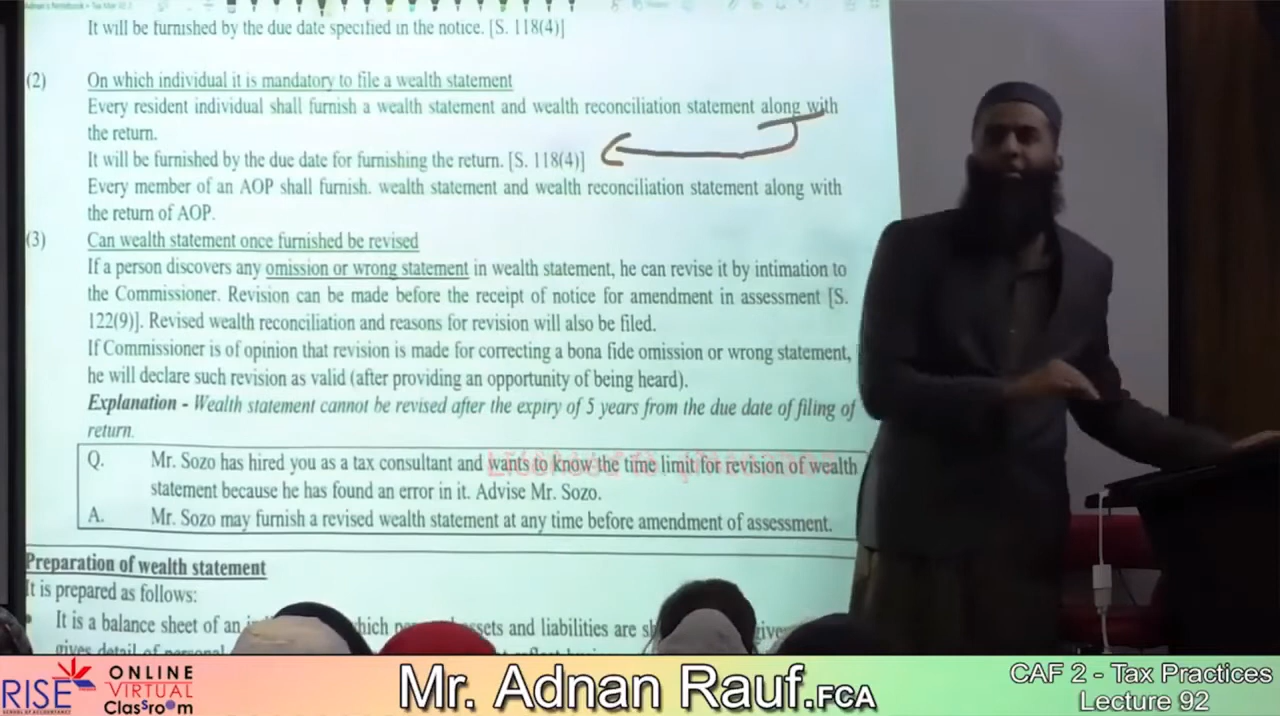 It will be furnished by the due date specified in the notice. [S. 118(4)]
(2) On which individual it is mandatory to file a wealth statement
Every resident individual shall furnish a wealth statement and wealth reconciliation statement along with
the return.
It will be furnished by the due date for furnishing the return. [S. 118(4)]
Every member of an AOP shall furnish. wealth statement and wealth reconciliation statement along with
the return of AOP.
(3) Can wealth statement once furnished be revised
If a person discovers any omission or wrong statement in wealth statement, he can revise it by intimation to
the Commissioner. Revision can be made before the receipt of notice for amendment in assessment [S.
122(9)]. Revised wealth reconciliation and reasons for revision will also be filed.
If Commissioner is of opinion that revision is made for correcting a bona fide omission or wrong statement,
he will declare such revision as valid (after providing an opportunity of being heard).
Explanation - Wealth statement cannot be revised after the expiry of 5 years from the due date of filing of
return.
Q. Mr. Sozo has hired you as a tax consultant and wants to know the time limit for revision of wealth
statement because he has found an error in it. Advise Mr. Sozo.
A. Mr. Sozo may furnish a revised wealth statement at any time before amendment of assessment.
Preparation of wealth statement
It is prepared as follows:
It is a balance sheet of an which assets and liabilities are
gives detail of personal
RISE
SCHOOL OF ACCOUNTANCY
ONLINE
VIRTUAL
Classroom
Mr. Adnan Rauf.FCA
CAF 2 - Tax Practices
Lecture 92